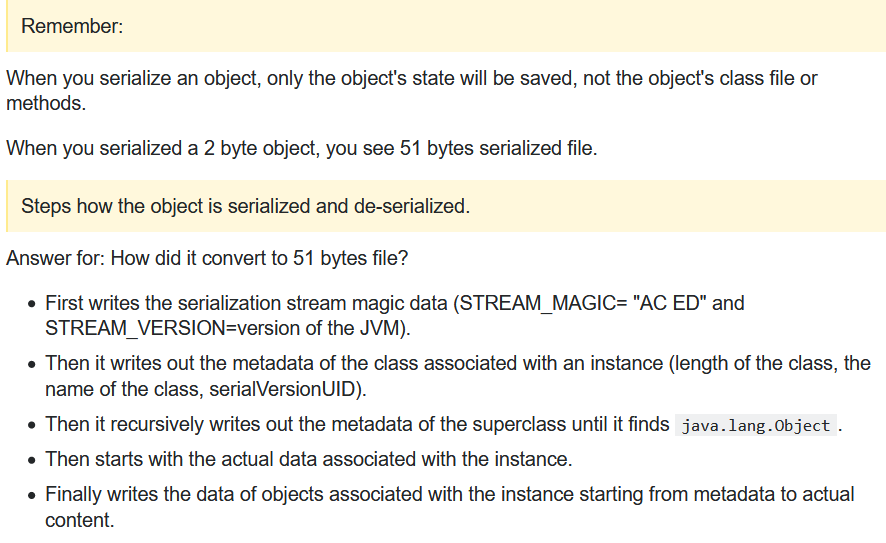 Remember:
When you serialize an object, only the object's state will be saved, not the object's class file or
methods.
When you serialized a 2 byte object, you see 51 bytes serialized file.
Steps how the object is serialized and de-serialized.
Answer for: How did it convert to 51 bytes file?
• First writes the serialization stream magic data (STREAM_MAGIC= "AC ED" and
STREAM_VERSION=version of the JVM).
• Then it writes out the metadata of the class associated with an instance (length of the class, the
name of the class, serialVersionUID).
• Then it recursively writes out the metadata of the superclass until it finds java.lang.Object .
• Then starts with the actual data associated with the instance.
• Finally writes the data of objects associated with the instance starting from metadata to actual
content.